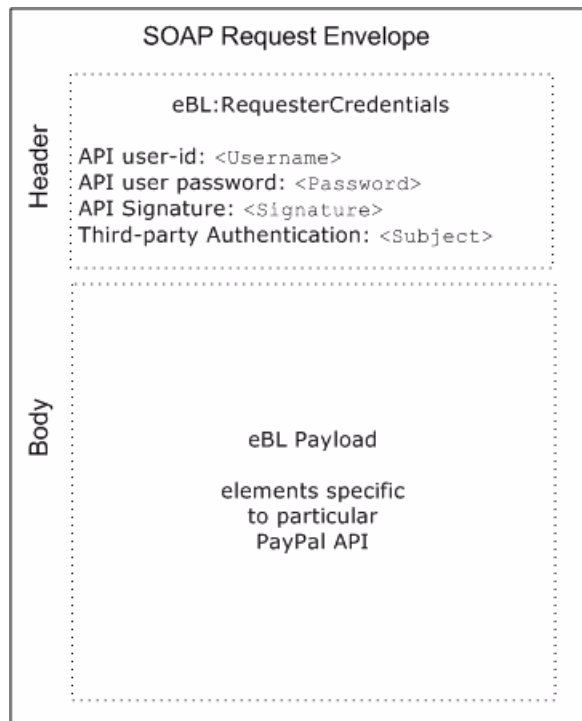 SOAP Request Envelope
Header
eBL:RequesterCredentials
API user-id: <Username>
API user password: <Password>
API Signature: <Signature>
Third-party Authentication: <Subject>
Body
eBL Payload
elements specific
to particular
PayPal API